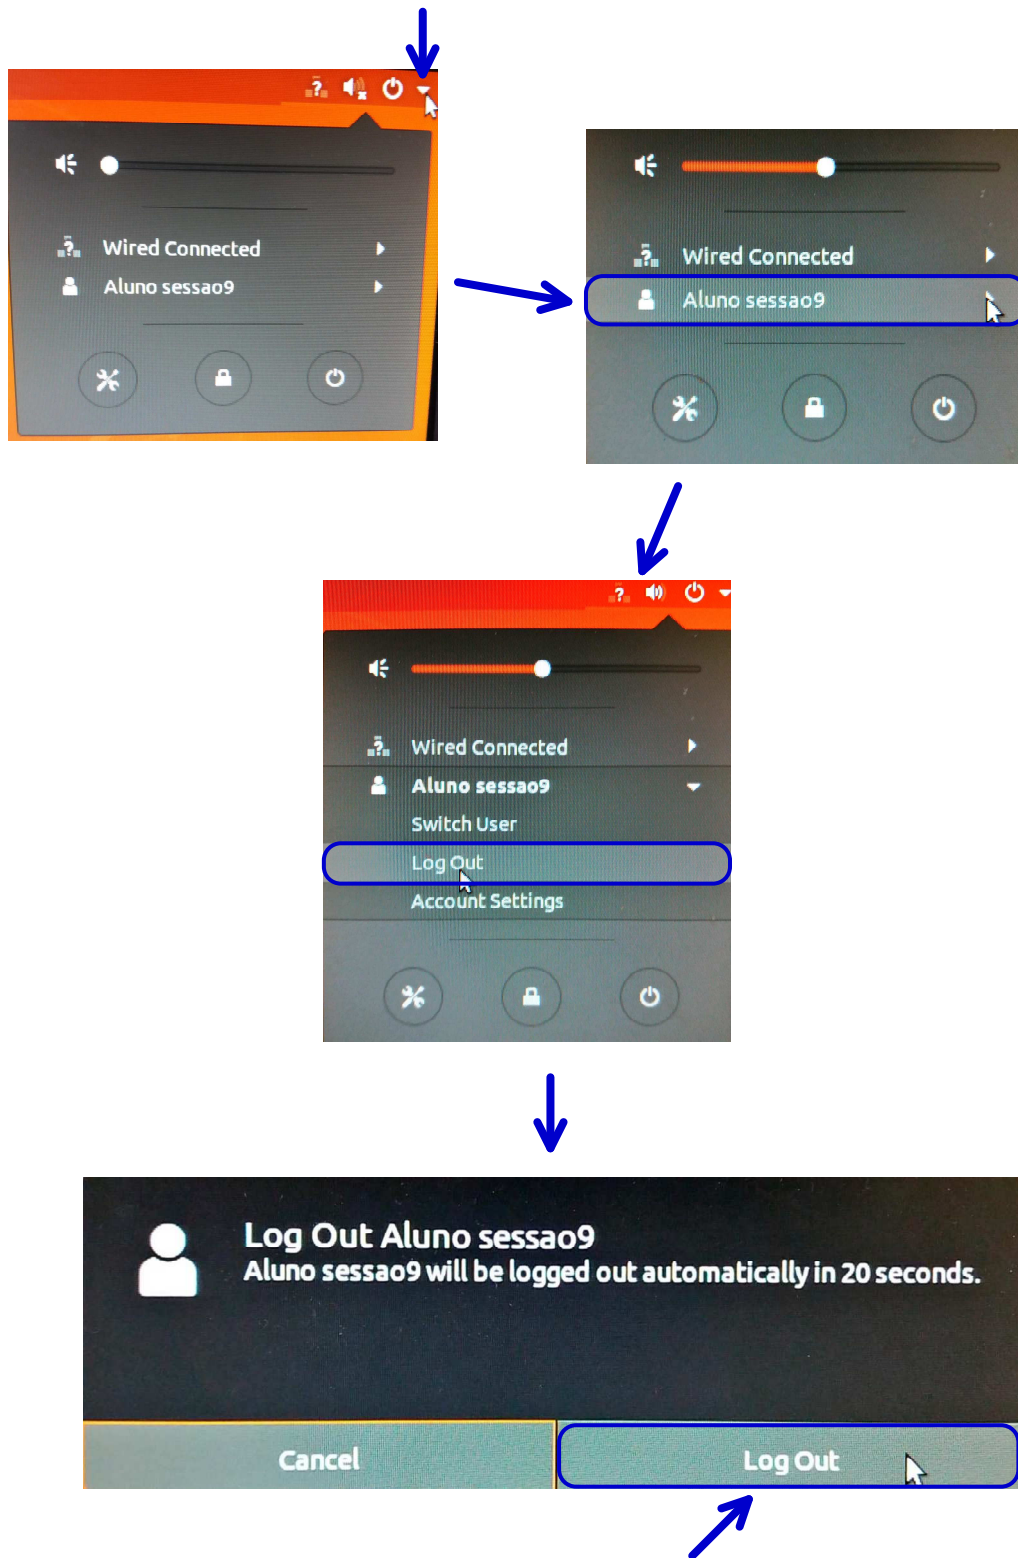 Wired Connected
Aluno sessao9
Wired Connected
Aluno sessao9
Wired Connected
Aluno sessao9
Switch User
Log Out
Account Settings
Log Out Aluno sessao9
Aluno sessao9 will be logged out automatically in 20 seconds.
Cancel
Log Out